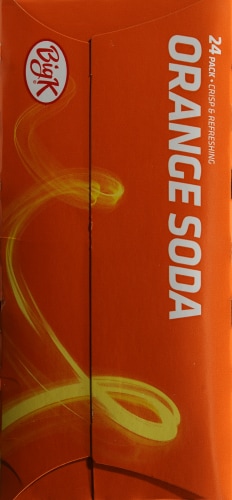 Big K
24 PACK • CRISP & REFRESHING
ORANGE SODA